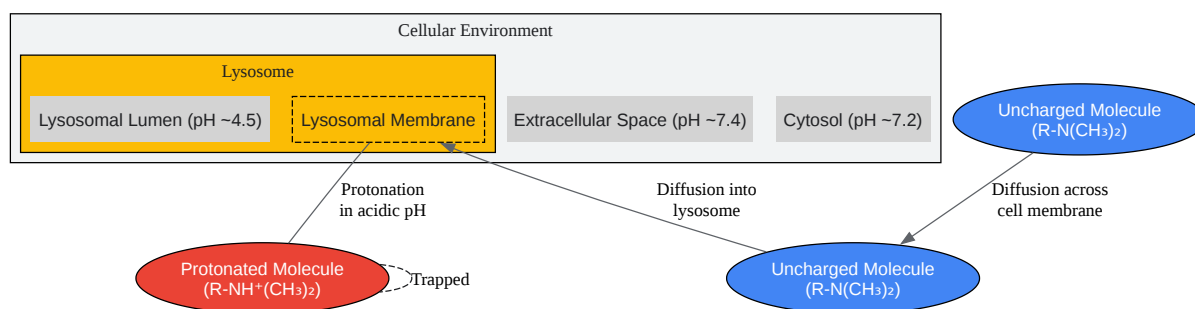 Cellular Environment
Lysosome
Lysosomal Lumen (pH ~4.5)
Lysosomal Membrane
Extracellular Space (pH ~7.4)
Cytosol (pH ~7.2)
Uncharged Molecule
(R-N(CH₃)₂)
Protonation
in acidic pH
Diffusion into
lysosome
Diffusion across
cell membrane
Protonated Molecule
(R-NH⁺(CH₃)₂)
Trapped
Uncharged Molecule
(R-N(CH₃)₂)